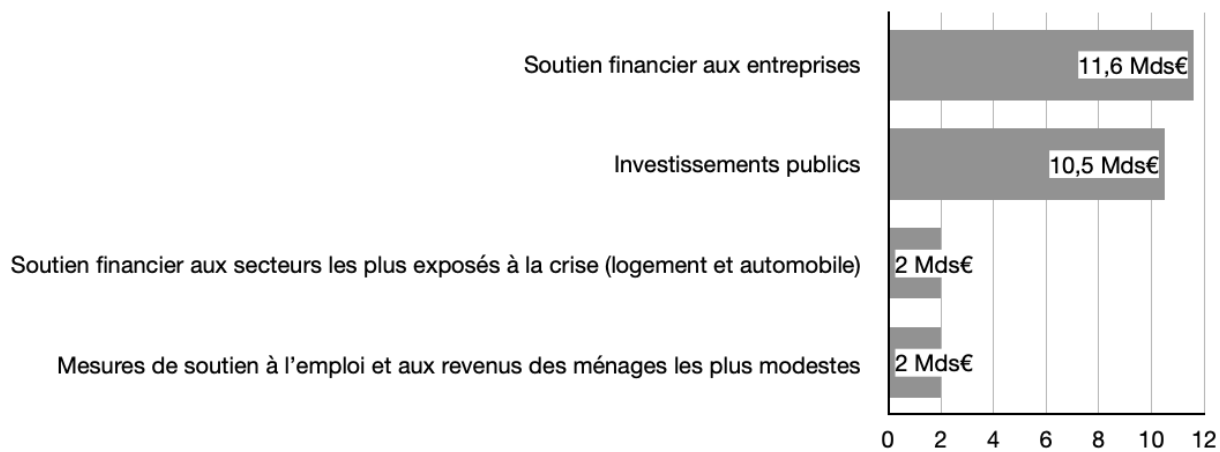 Soutien financier aux entreprises
11,6 Mds€
Investissements publics
10,5 Mds€
Soutien financier aux secteurs les plus exposés à la crise (logement et automobile)
2 Mds€
Mesures de soutien à l’emploi et aux revenus des ménages les plus modestes
2 Mds€
0 2 4 6 8 10 12